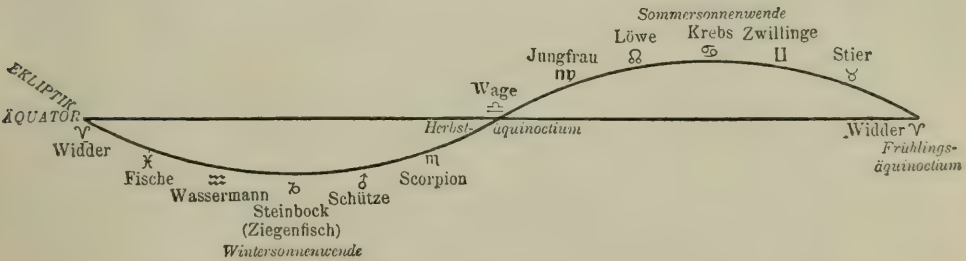 Sommersonnenwende
Löwe Krebs Zwillinge
Jungfrau ♍ ♌ ♋ ♊ Stier ♉
EKLIPTIK
ÄQUATOR
♈
Widder
Wage
♎
Herbst-äquinoctium
Widder ♈
Frühlings-
äquinoctium
♓
Fische
♒
Wassermann
♑
Steinbock
(Ziegenfisch)
Wintersonnenwende
♂
Schütze
♏
Scorpion